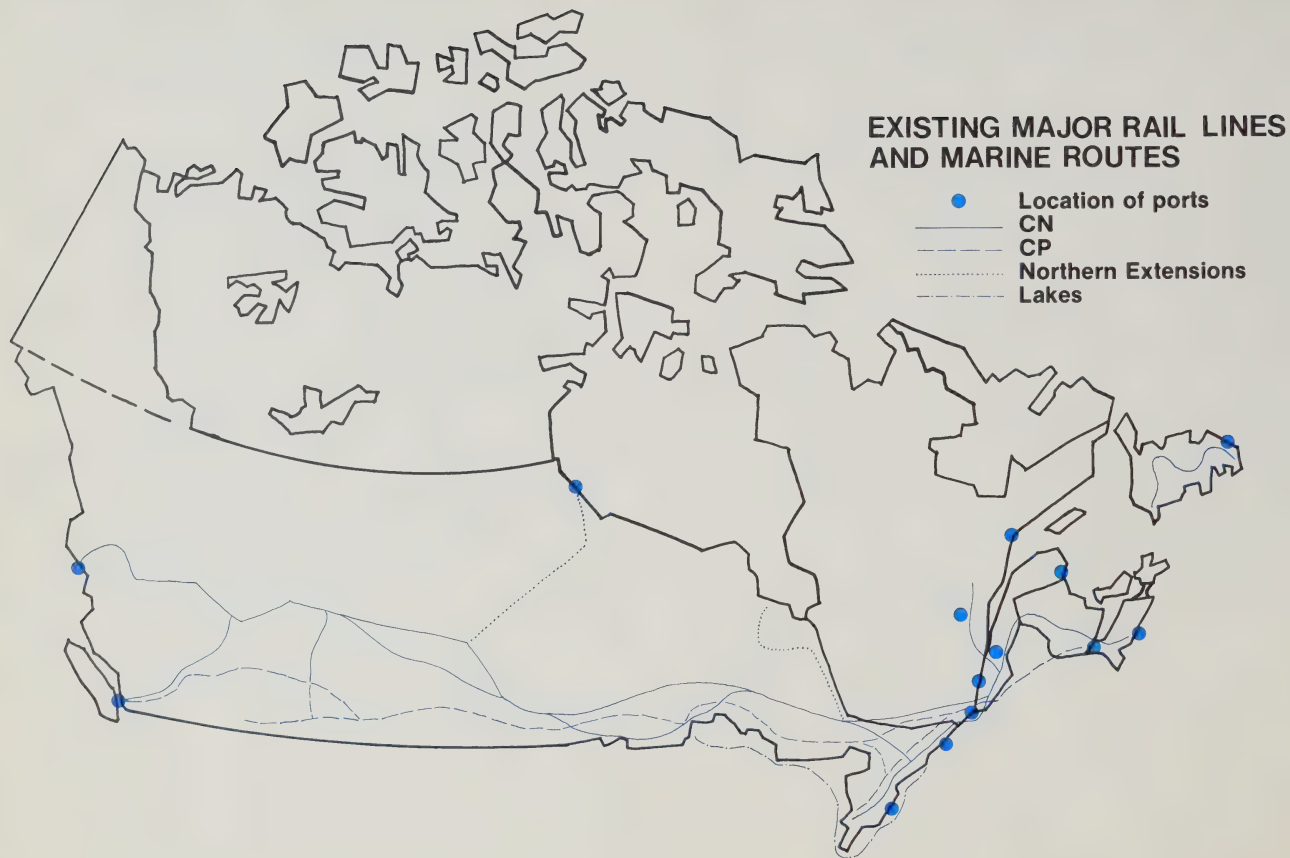 EXISTING MAJOR RAIL LINES
AND MARINE ROUTES
Location of ports
CN
CP
Northern Extensions
Lakes